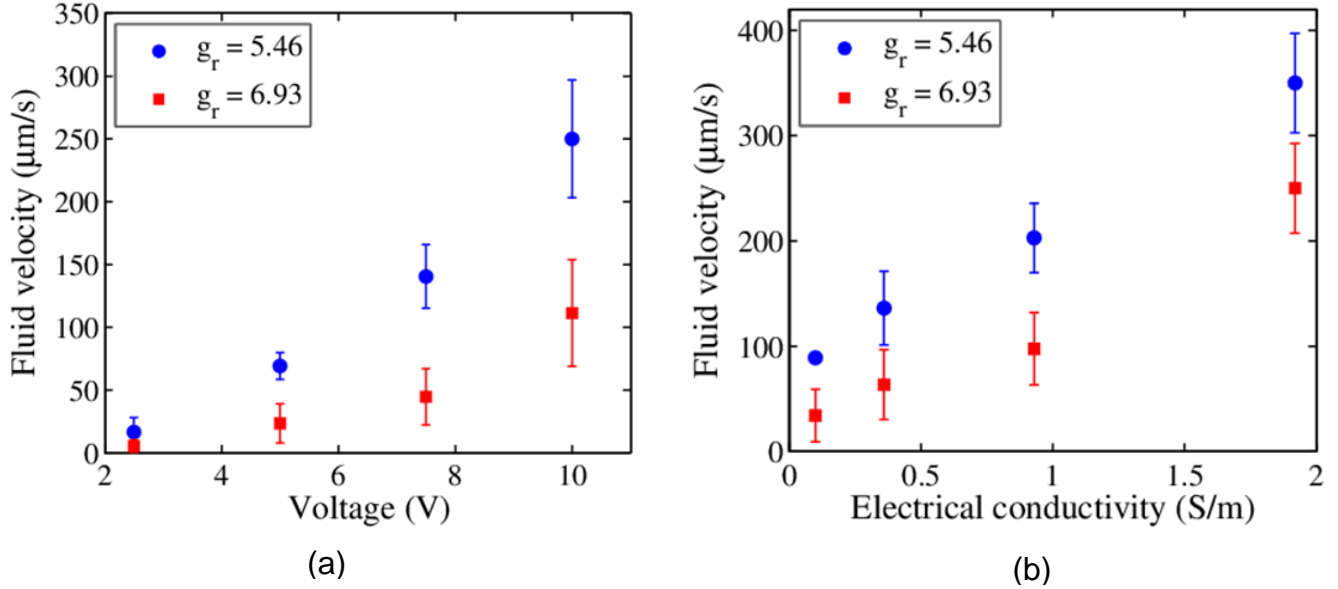 350
300
250
200
150
100
50
0
Fluid velocity (μm/s)
g_r = 5.46
g_r = 6.93
2
4
6
8
10
Voltage (V)
(a)
400
300
200
100
0
Fluid velocity (μm/s)
g_r = 5.46
g_r = 6.93
0
0.5
1
1.5
2
Electrical conductivity (S/m)
(b)